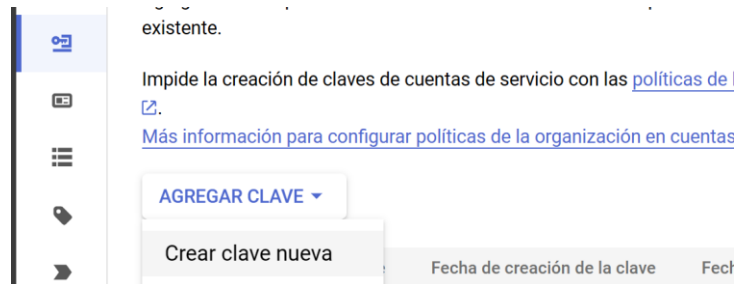 existente.
Impide la creación de claves de cuentas de servicio con las políticas de
.
Más información para configurar políticas de la organización en cuentas
AGREGAR CLAVE
Crear clave nueva
Fecha de creación de la clave